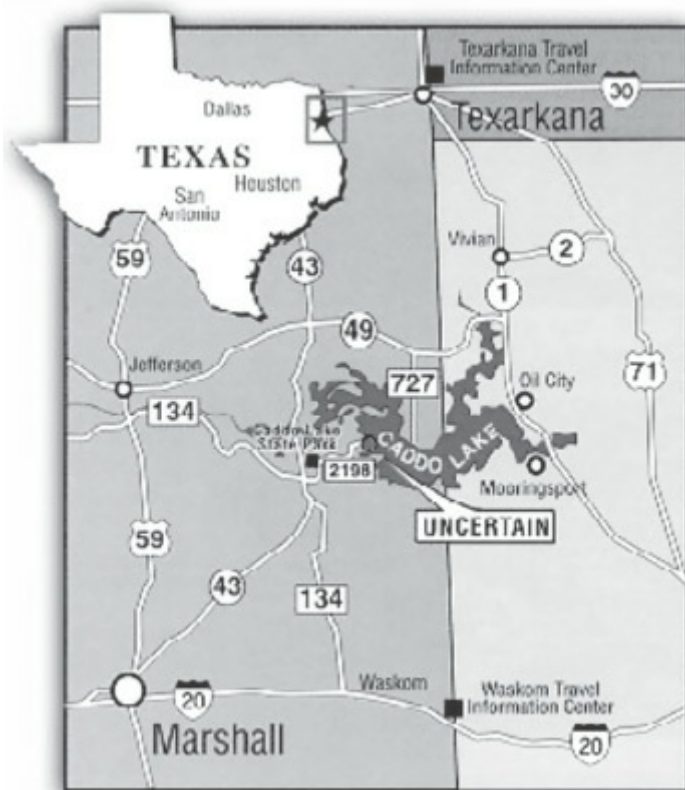 Texarkana Travel
Information Center
30
Texarkana
Dallas
TEXAS
San
Antonio
Houston
59
43
Vivian
2
1
49
Jefferson
727
Oil City
71
134
Caddo Lake
State Park
2198
CADDO LAKE
Mooringsport
UNCERTAIN
59
43
134
Waskom
Waskom Travel
Information Center
20
20
Marshall